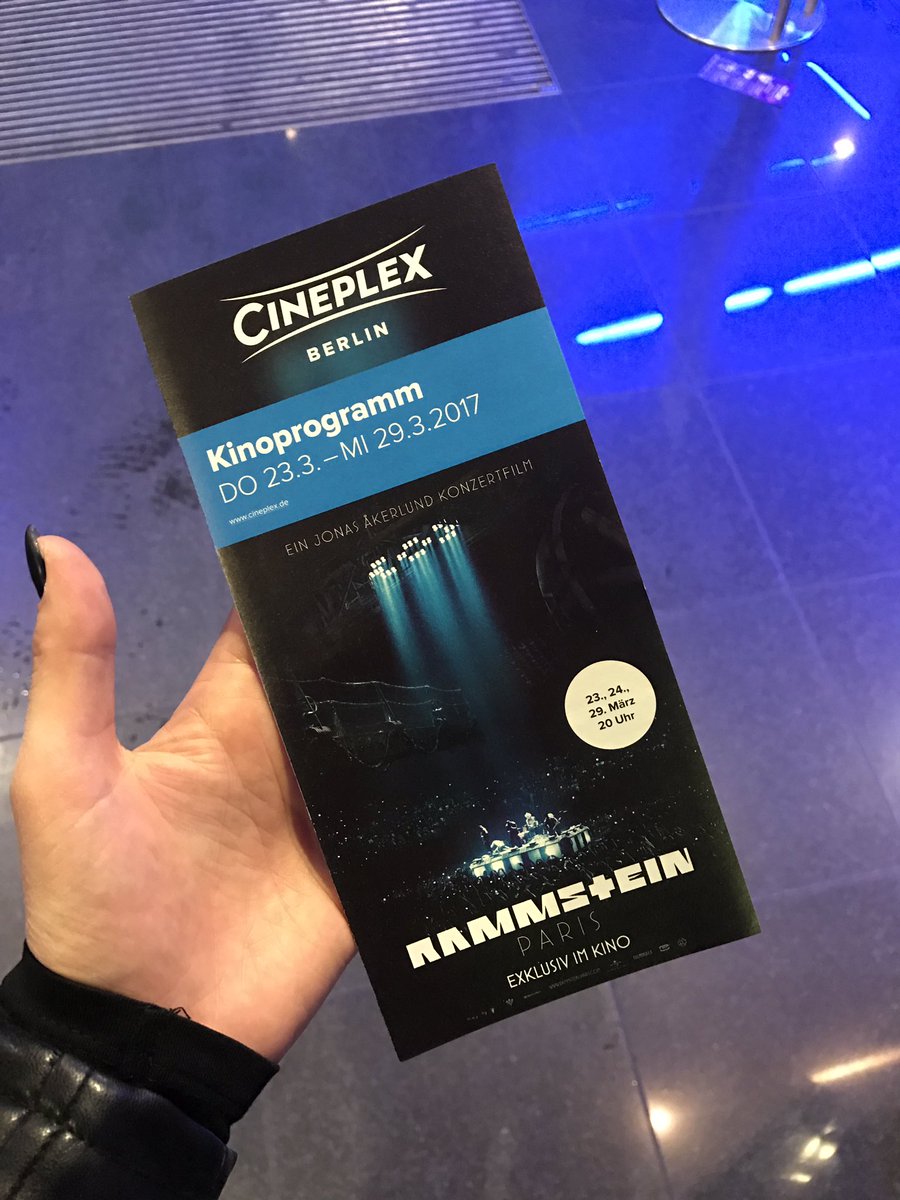 CINEPLEX
BERLIN
Kinoprogramm
DO 23.3. – MI 29.3.2017
www.cineplex.de
EIN JONAS ÅKERLUND KONZERTFILM
23., 24.,
29. März
20 Uhr
RAMMSTEIN
PARIS
EXKLUSIV IM KINO